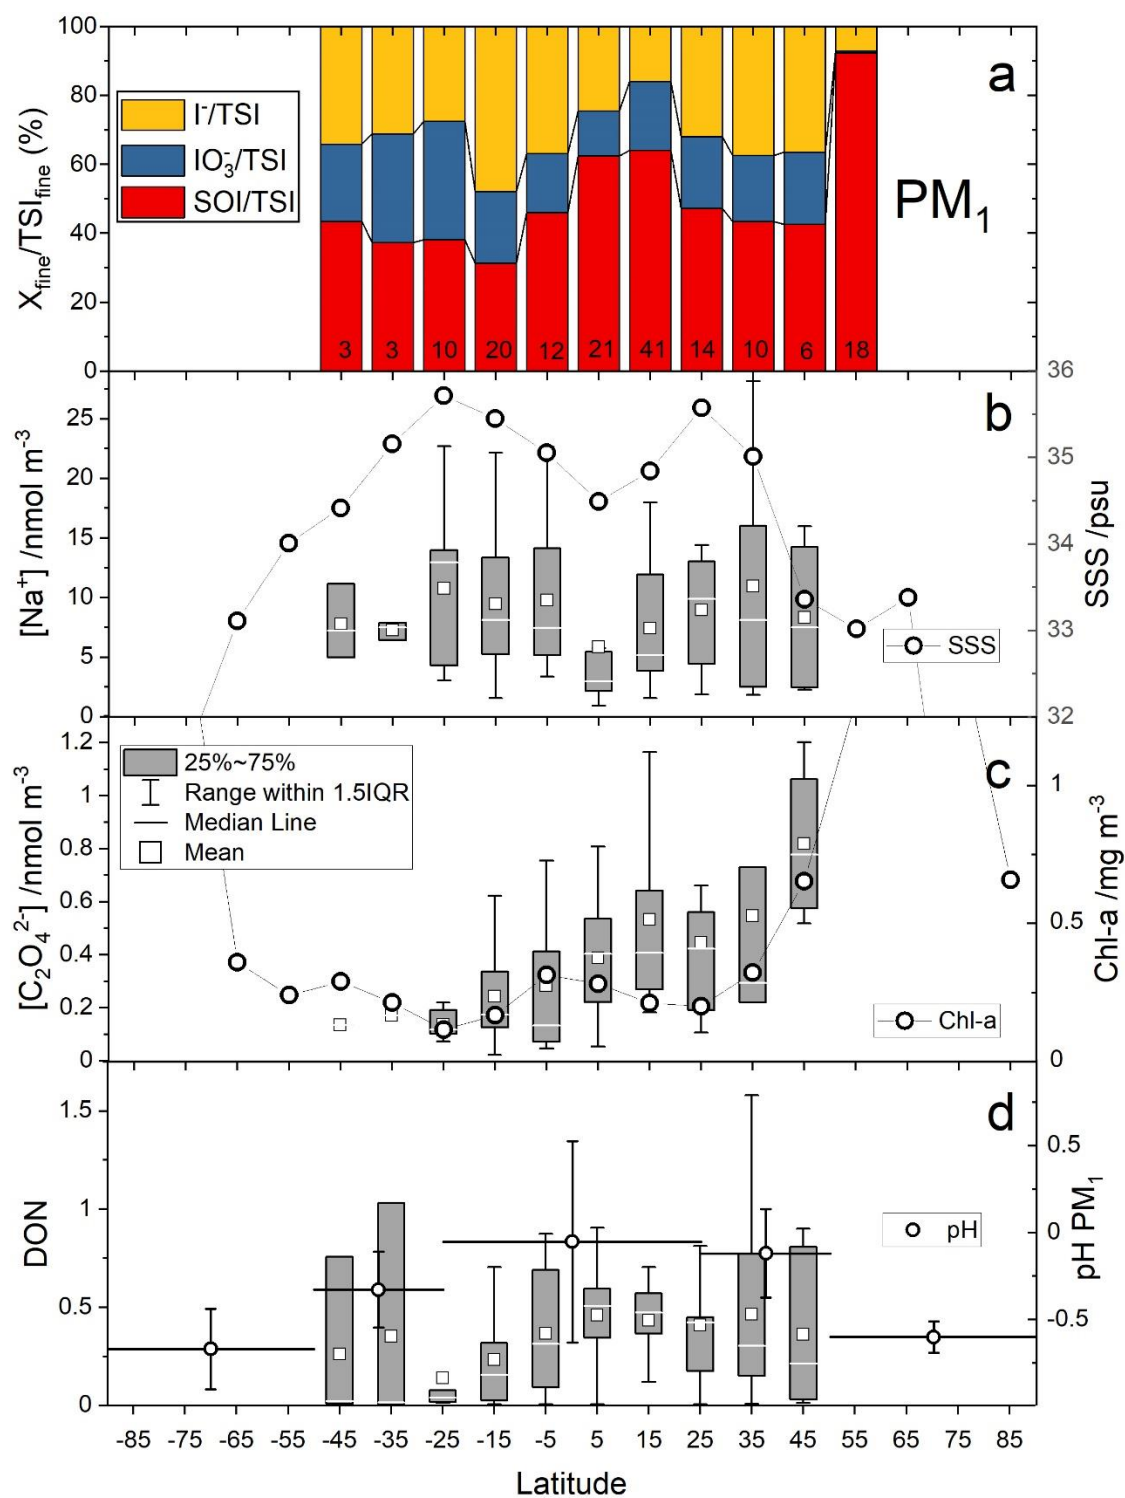 100
80
60
40
20
0
X_fine/TSI_fine (%)
I⁻/TSI
IO₃⁻/TSI
SOI/TSI
a
PM₁
3 3 10 20 12 21 41 14 10 6 18
25
20
15
10
5
0
[Na⁺] /nmol m⁻³
b
36
35
34
33
32
SSS /psu
SSS
1.2
1
0.8
0.6
0.4
0.2
0
[C₂O₄²⁻] /nmol m⁻³
25%~75%
Range within 1.5IQR
Median Line
Mean
c
1
0.5
0
Chl-a /mg m⁻³
Chl-a
1.5
1
0.5
0
DON
d
0.5
0
-0.5
pH PM₁
pH
-85 -75 -65 -55 -45 -35 -25 -15 -5 5 15 25 35 45 55 65 75 85
Latitude